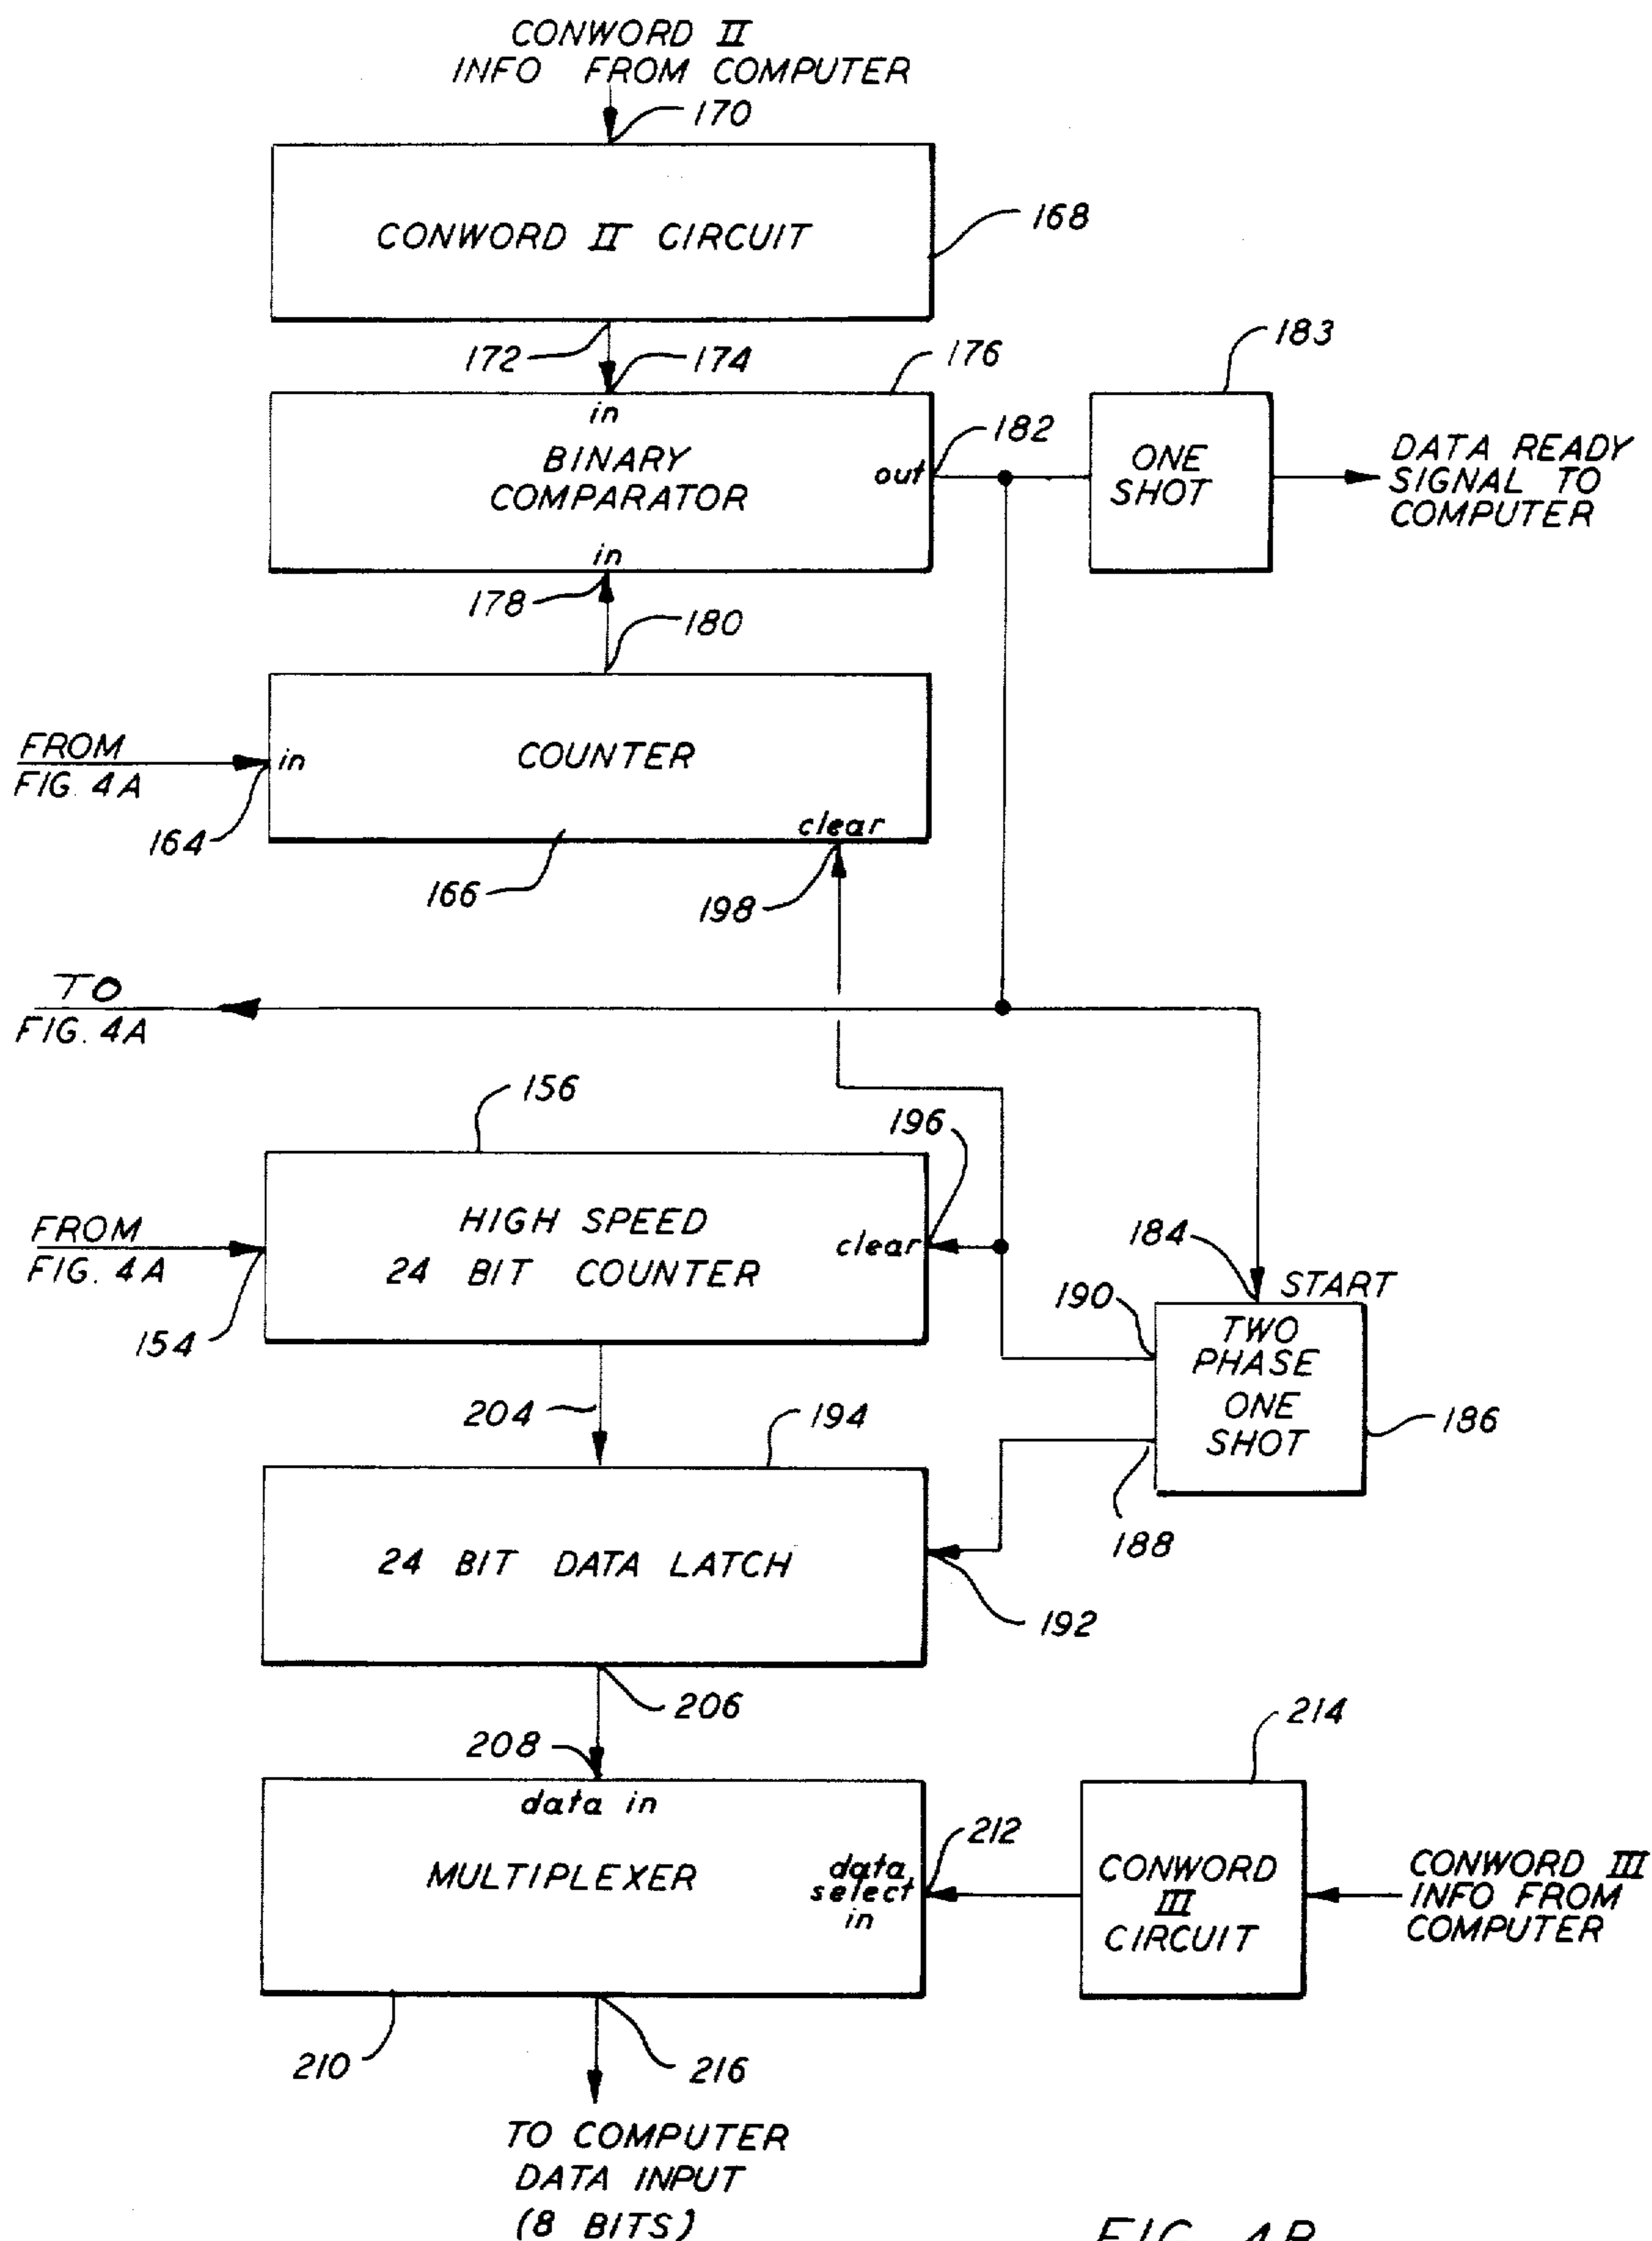 CONWORD II
INFO FROM COMPUTER
170
CONWORD II CIRCUIT
168
172
174
176
183
in
BINARY
COMPARATOR
out
in
182
ONE
SHOT
DATA READY
SIGNAL TO
COMPUTER
178
180
FROM
FIG. 4A
in
COUNTER
clear
164
166
198
TO
FIG. 4A
156
196
FROM
FIG. 4A
HIGH SPEED
24 BIT COUNTER
clear
154
184
START
190
TWO
PHASE
ONE
SHOT
186
204
194
188
24 BIT DATA LATCH
192
206
208
214
data in
MULTIPLEXER
data
select
in
212
CONWORD
III
CIRCUIT
CONWORD III
INFO FROM
COMPUTER
210
216
TO COMPUTER
DATA INPUT
(8 BITS)
FIG. 4B